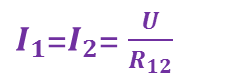 I₁=I₂= U/R₁₂